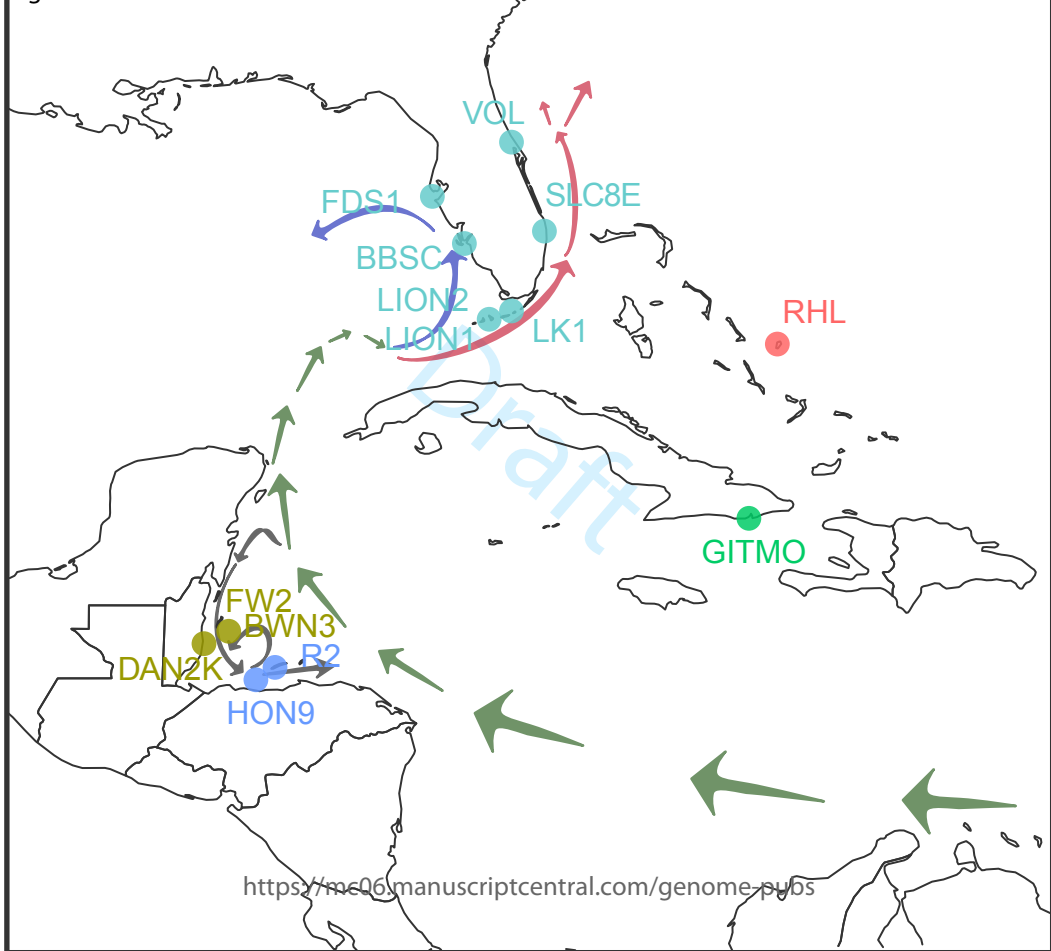 VOL
FDS1
SLC8E
BBSC
LION2
RHL
LION1
LK1
Draft
GITMO
FW2
BWN3
R2
DAN2K
HON9
https://mc06.manuscriptcentral.com/genome-pubs